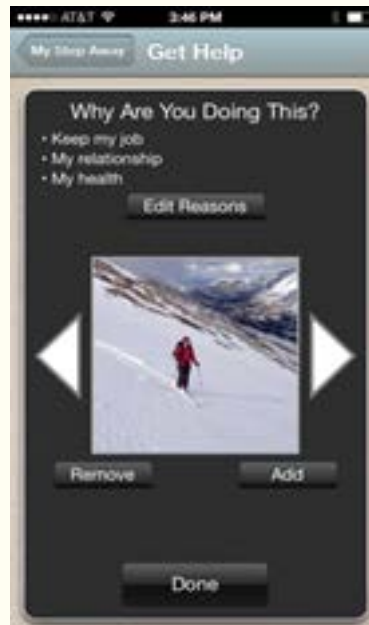 AT&T 3:46 PM
My Step Away Get Help
Why Are You Doing This?
• Keep my job
• My relationship
• My health
Edit Reasons
Remove Add
Done